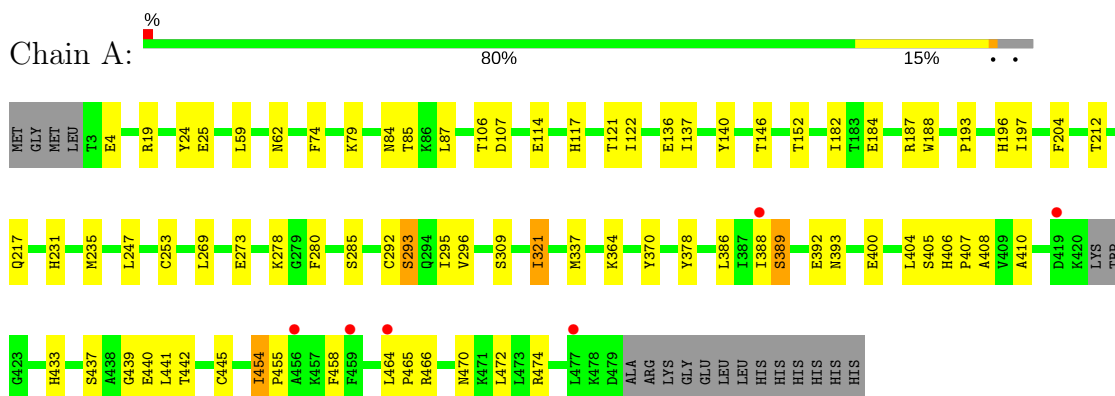 %
Chain A:
80% 15% • •
MET GLY MET LEU T3 E4 R19 Y24 E25 L59 N62 F74 K79 N84 T85 K86 L87 T106 D107 E114 H117 T121 I122 E136 I137 Y140 T146 T152 I182 T183 E184 R187 W188 P193 H196 I197 F204 T212
Q217 H231 M235 L247 C253 L269 E273 K278 G279 F280 S285 C292 S293 Q294 I295 V296 S309 I321 M337 K364 Y370 Y378 L386 I387 I388 S389 E392 N393 E400 L404 S405 H406 P407 A408 V409 A410 D419 K420 LYS TRP
G423 H433 S437 A438 G439 E440 L441 T442 C445 I454 P455 A456 K457 F458 F459 L464 P465 R466 N470 K471 L472 L473 R474 L477 K478 D479 ALA ARG LYS GLY GLU LEU LEU HIS HIS HIS HIS HIS HIS